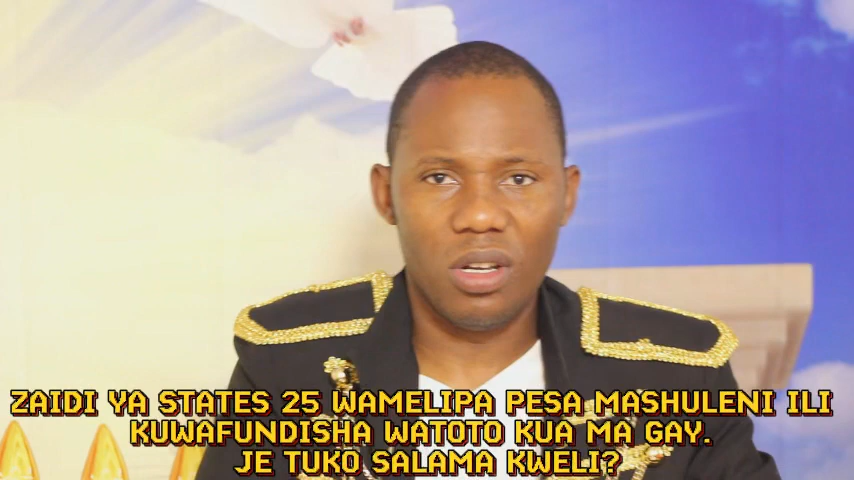 ZAIDI YA STATES 25 WAMELIPA PESA MASHULENI ILI
KUWAFUNDISHA WATOTO KUA MA GAY.
JE TUKO SALAMA KWELI?